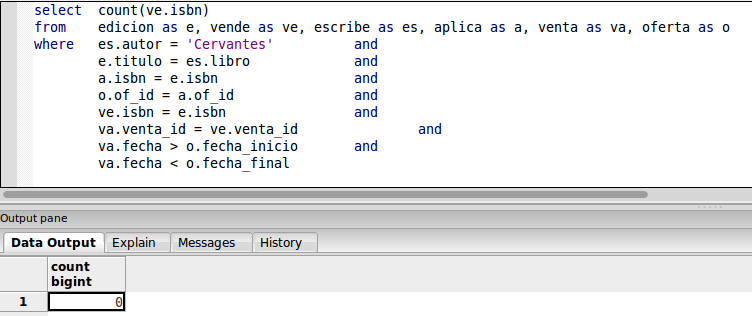 select  count(ve.isbn)
from    edicion as e, vende as ve, escribe as es, aplica as a, venta as va, oferta as o
where   es.autor = 'Cervantes'          and
        e.titulo = es.libro             and
        a.isbn = e.isbn                 and
        o.of_id = a.of_id               and
        ve.isbn = e.isbn                and
        va.venta_id = ve.venta_id               and
        va.fecha > o.fecha_inicio       and
        va.fecha < o.fecha_final
Output pane
Data Output Explain Messages History
count
bigint
1 0